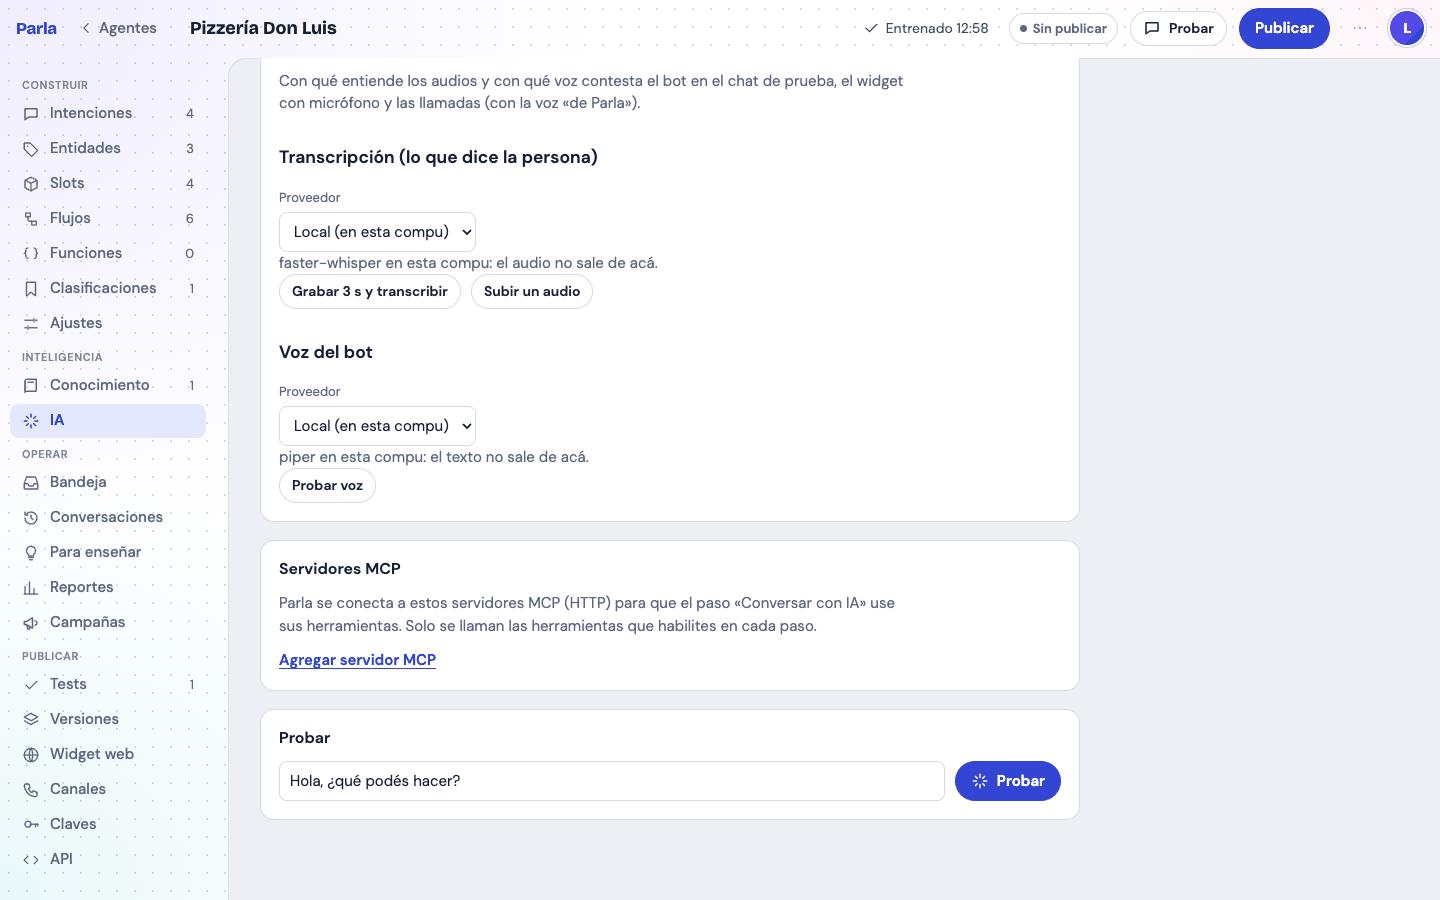 Parla
Agentes
Pizzería Don Luis
Entrenado 12:58
Sin publicar
Probar
Publicar
L
CONSTRUIR
Intenciones 4
Entidades 3
Slots 4
Flujos 6
Funciones 0
Clasificaciones 1
Ajustes
INTELIGENCIA
Conocimiento 1
IA
OPERAR
Bandeja
Conversaciones
Para enseñar
Reportes
Campañas
PUBLICAR
Tests 1
Versiones
Widget web
Canales
Claves
API
Con qué entiende los audios y con qué voz contesta el bot en el chat de prueba, el widget
con micrófono y las llamadas (con la voz «de Parla»).
Transcripción (lo que dice la persona)
Proveedor
Local (en esta compu)
faster-whisper en esta compu: el audio no sale de acá.
Grabar 3 s y transcribir
Subir un audio
Voz del bot
Proveedor
Local (en esta compu)
piper en esta compu: el texto no sale de acá.
Probar voz
Servidores MCP
Parla se conecta a estos servidores MCP (HTTP) para que el paso «Conversar con IA» use
sus herramientas. Solo se llaman las herramientas que habilites en cada paso.
Agregar servidor MCP
Probar
Hola, ¿qué podés hacer?
Probar